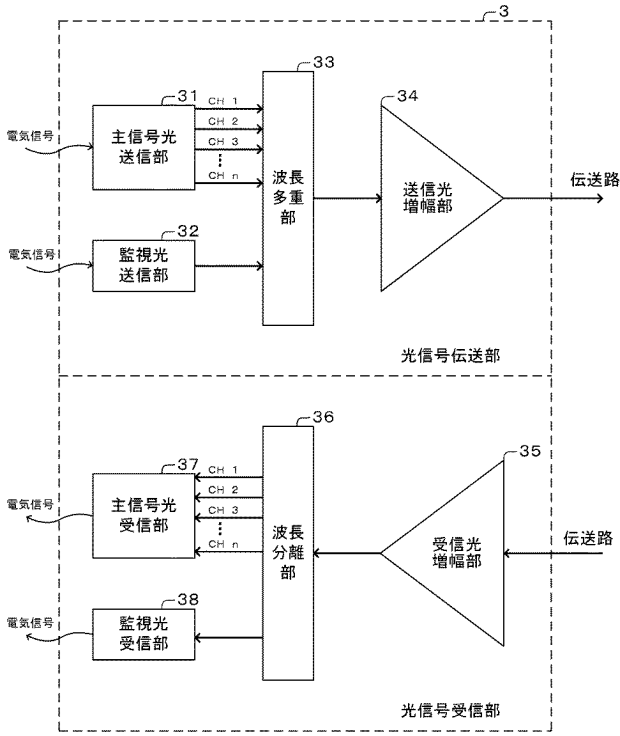 3
33
31
CH 1
34
電気信号
主信号光
送信部
CH 2
CH 3
CH n
波長
多重
部
送信光
増幅部
伝送路
32
電気信号
監視光
送信部
光信号伝送部
36
35
37
CH 1
電気信号
主信号光
受信部
CH 2
CH 3
CH n
波長
分離
部
受信光
増幅部
伝送路
38
電気信号
監視光
受信部
光信号受信部